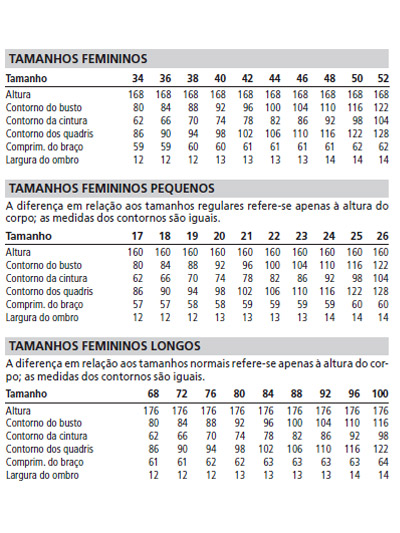 TAMANHOS FEMININOS
Tamanho 34 36 38 40 42 44 46 48 50 52
Altura 168 168 168 168 168 168 168 168 168 168
Contorno do busto 80 84 88 92 96 100 104 110 116 122
Contorno da cintura 62 66 70 74 78 82 86 92 98 104
Contorno dos quadris 86 90 94 98 102 106 110 116 122 128
Comprim. do braço 59 59 60 60 61 61 61 61 62 62
Largura do ombro 12 12 12 13 13 13 13 14 14 14
TAMANHOS FEMININOS PEQUENOS
A diferença em relação aos tamanhos regulares refere-se apenas à altura do
corpo; as medidas dos contornos são iguais.
Tamanho 17 18 19 20 21 22 23 24 25 26
Altura 160 160 160 160 160 160 160 160 160 160
Contorno do busto 80 84 88 92 96 100 104 110 116 122
Contorno da cintura 62 66 70 74 78 82 86 92 98 104
Contorno dos quadris 86 90 94 98 102 106 110 116 122 128
Comprim. do braço 57 57 58 58 59 59 59 59 60 60
Largura do ombro 12 12 12 13 13 13 13 14 14 14
TAMANHOS FEMININOS LONGOS
A diferença em relação aos tamanhos normais refere-se apenas à altura do cor-
po; as medidas dos contornos são iguais.
Tamanho 68 72 76 80 84 88 92 96 100
Altura 176 176 176 176 176 176 176 176 176
Contorno do busto 80 84 88 92 96 100 104 110 116
Contorno da cintura 62 66 70 74 78 82 86 92 98
Contorno dos quadris 86 90 94 98 102 106 110 116 122
Comprim. do braço 61 61 62 62 63 63 63 63 64
Largura do ombro 12 12 12 13 13 13 13 14 14